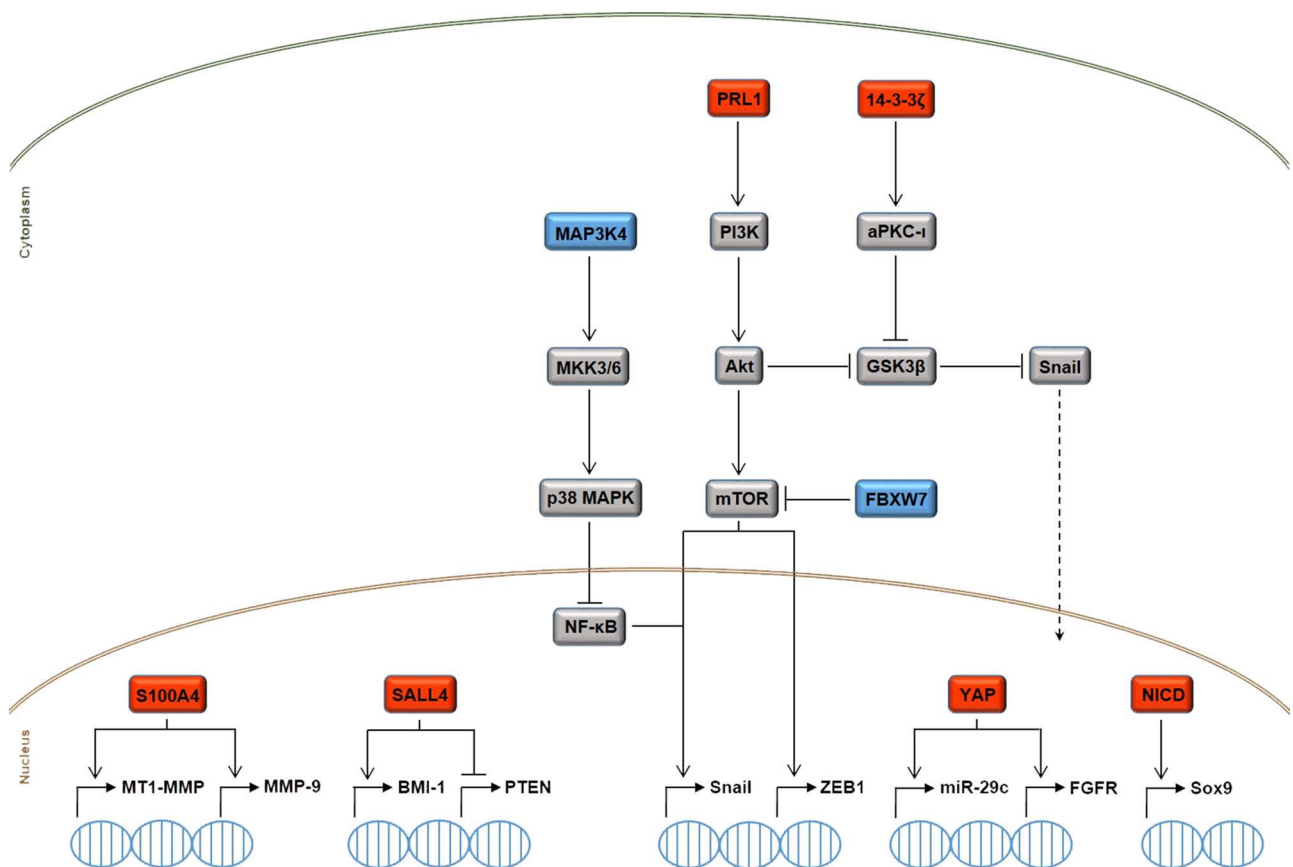 PRL1
14-3-3ζ
Cytoplasm
MAP3K4
PI3K
aPKC-ι
MKK3/6
Akt
GSK3β
Snail
p38 MAPK
mTOR
FBXW7
NF-κB
Nucleus
S100A4
SALL4
YAP
NICD
MT1-MMP
MMP-9
BMI-1
PTEN
Snail
ZEB1
miR-29c
FGFR
Sox9